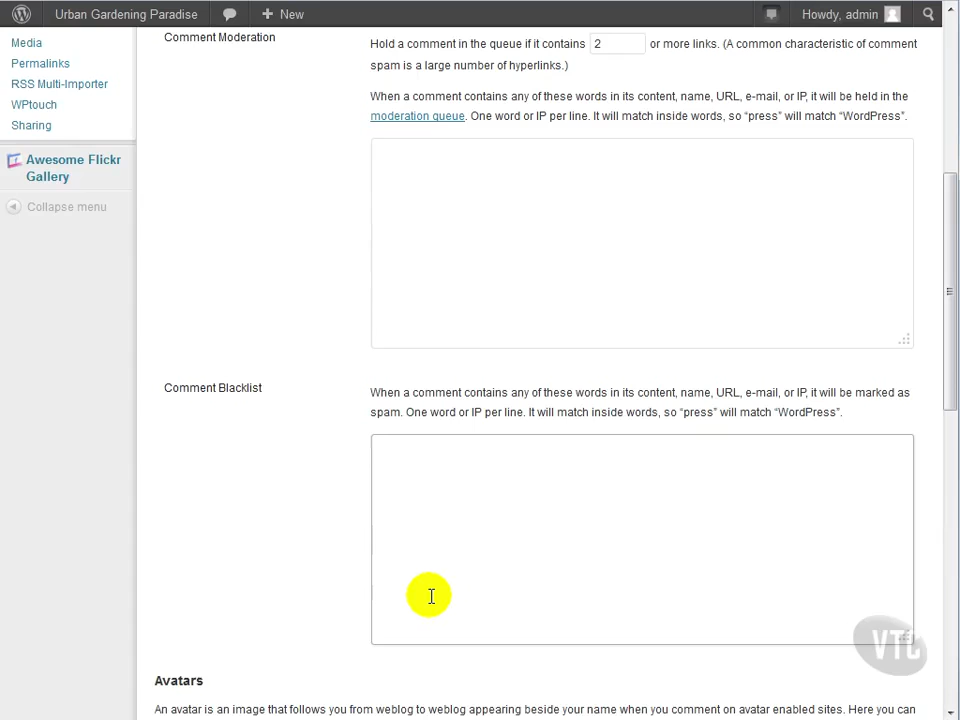 Urban Gardening Paradise
New
Howdy, admin
Media
Permalinks
RSS Multi-Importer
WPtouch
Sharing
Awesome Flickr
Gallery
Collapse menu
Comment Moderation
Hold a comment in the queue if it contains 2 or more links. (A common characteristic of comment
spam is a large number of hyperlinks.)
When a comment contains any of these words in its content, name, URL, e-mail, or IP, it will be held in the
moderation queue. One word or IP per line. It will match inside words, so “press” will match “WordPress”.
Comment Blacklist
When a comment contains any of these words in its content, name, URL, e-mail, or IP, it will be marked as
spam. One word or IP per line. It will match inside words, so “press” will match “WordPress”.
VTC
Avatars
An avatar is an image that follows you from weblog to weblog appearing beside your name when you comment on avatar enabled sites. Here you can